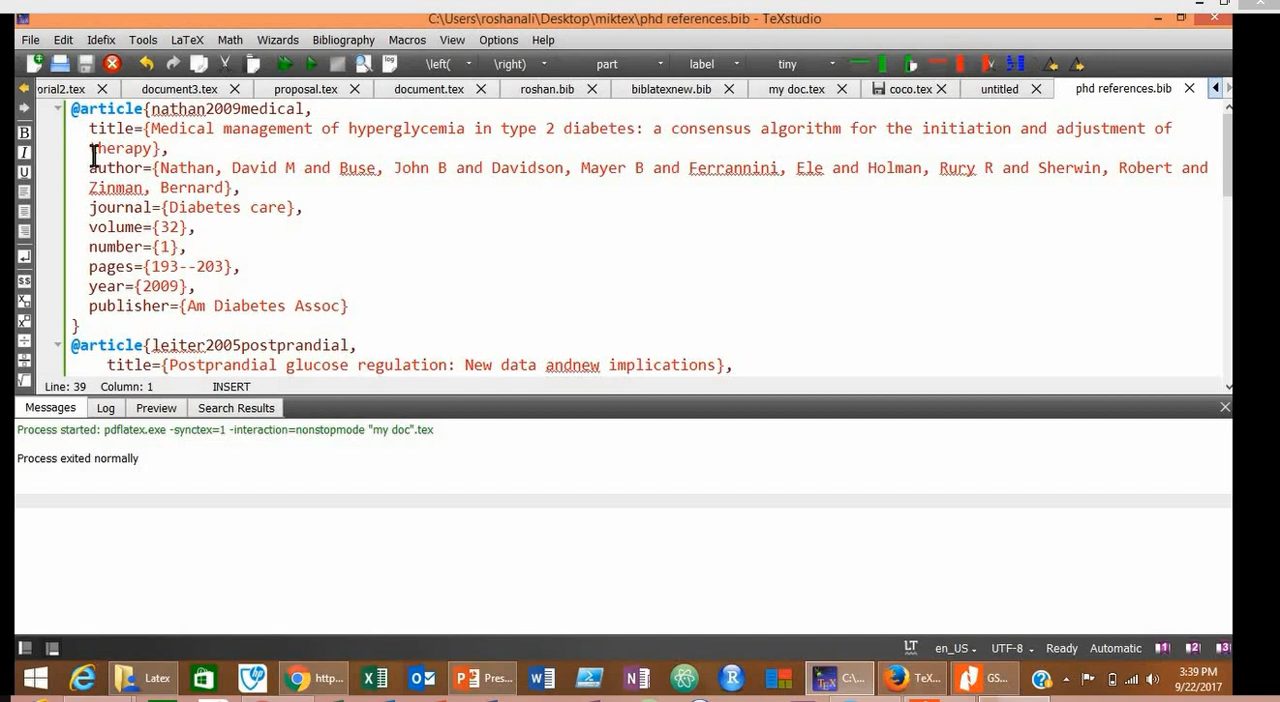 C:\Users\roshanali\Desktop\miktex\phd references.bib - TeXstudio
File Edit Idefix Tools LaTeX Math Wizards Bibliography Macros View Options Help
\left( \right) part label tiny
orial2.tex document3.tex proposal.tex document.tex roshan.bib biblatexnew.bib my doc.tex coco.tex untitled phd references.bib
@article{nathan2009medical,
title={Medical management of hyperglycemia in type 2 diabetes: a consensus algorithm for the initiation and adjustment of
therapy},
author={Nathan, David M and Buse, John B and Davidson, Mayer B and Ferrannini, Ele and Holman, Rury R and Sherwin, Robert and
Zinman, Bernard},
journal={Diabetes care},
volume={32},
number={1},
pages={193--203},
year={2009},
publisher={Am Diabetes Assoc}
}
@article{leiter2005postprandial,
title={Postprandial glucose regulation: New data andnew implications},
Line: 39 Column: 1 INSERT
Messages Log Preview Search Results
Process started: pdflatex.exe -synctex=1 -interaction=nonstopmode "my doc".tex
Process exited normally
LT en_US UTF-8 Ready Automatic 1 2 3
Latex http... Pres... C:\... TeX... GS... 3:39 PM
9/22/2017